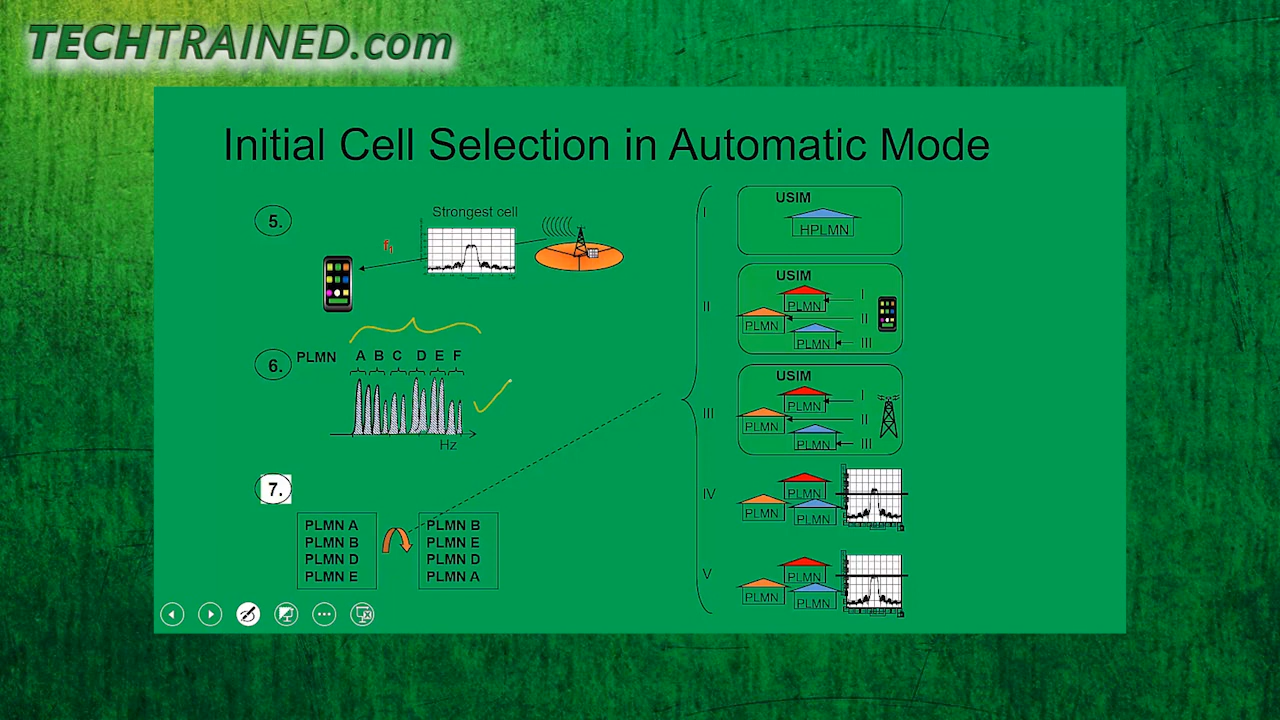 TECHTRAINED.com
Initial Cell Selection in Automatic Mode
5.
Strongest cell
f1
6.
PLMN A B C D E F
Hz
7.
PLMN A
PLMN B
PLMN D
PLMN E
PLMN B
PLMN E
PLMN D
PLMN A
I
USIM
HPLMN
II
USIM
PLMN I
PLMN II
PLMN III
III
USIM
PLMN I
PLMN II
PLMN III
IV
PLMN
PLMN
PLMN
V
PLMN
PLMN
PLMN